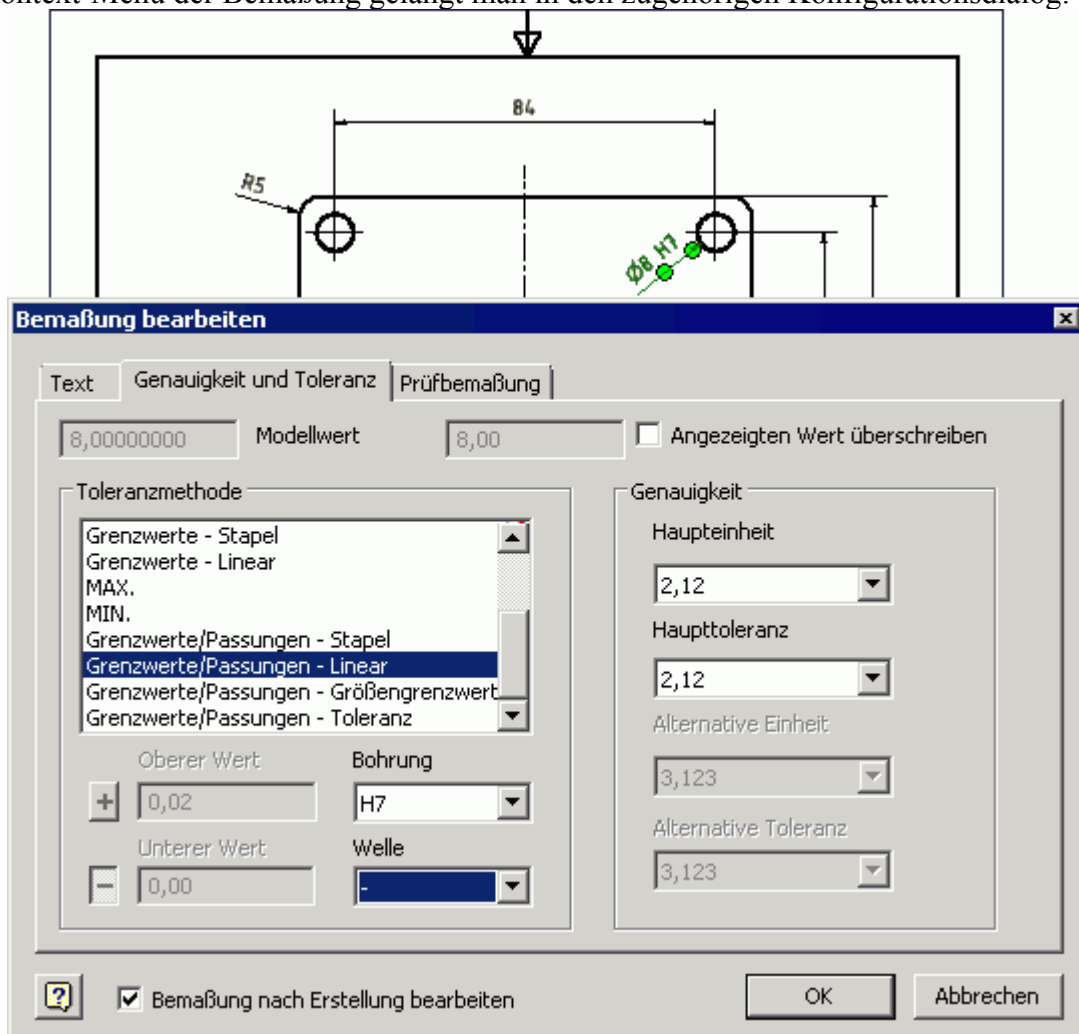 Kontext-Menü der Bemaßung gelangt man in den zugehörigen Konfigurationsdialog:
84
R5
Ø8 H7
Bemaßung bearbeiten
Text Genauigkeit und Toleranz Prüfbemaßung
8,00000000 Modellwert 8,00 Angezeigten Wert überschreiben
Toleranzmethode
Grenzwerte - Stapel
Grenzwerte - Linear
MAX.
MIN.
Grenzwerte/Passungen - Stapel
Grenzwerte/Passungen - Linear
Grenzwerte/Passungen - Größengrenzwert
Grenzwerte/Passungen - Toleranz
Oberer Wert Bohrung
+ 0,02 H7
Unterer Wert Welle
- 0,00 -
Genauigkeit
Haupteinheit
2,12
Haupttoleranz
2,12
Alternative Einheit
3,123
Alternative Toleranz
3,123
? Bemaßung nach Erstellung bearbeiten OK Abbrechen